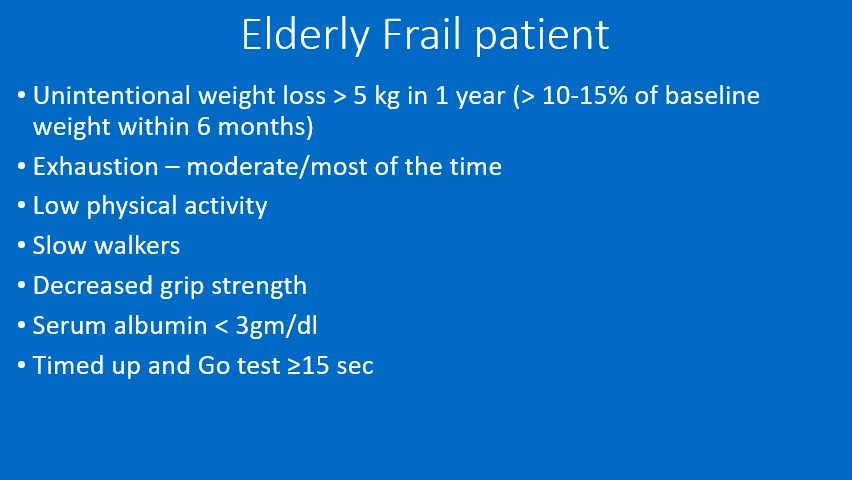 Elderly Frail patient
• Unintentional weight loss > 5 kg in 1 year (> 10-15% of baseline
weight within 6 months)
• Exhaustion – moderate/most of the time
• Low physical activity
• Slow walkers
• Decreased grip strength
• Serum albumin < 3gm/dl
• Timed up and Go test ≥15 sec